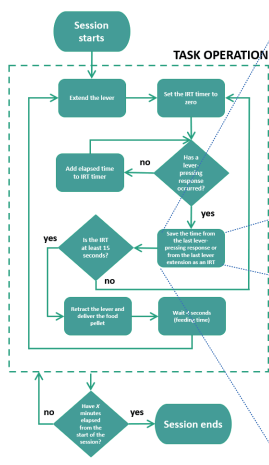 Session
starts
TASK OPERATION
Extend the lever
Set the IRT timer to
zero
Has a
lever-
pressing
response
occurred?
no
Add elapsed time
to IRT timer
yes
Save the time from
the last lever-
pressing response or
from the last lever
extension as an IRT
Is the IRT
at least 15
seconds?
yes
no
Retract the lever and
deliver the food
pellet
Wait seconds
(feeding time)
Have X
minutes
elapsed
from the
start of the
session?
no
yes
Session ends